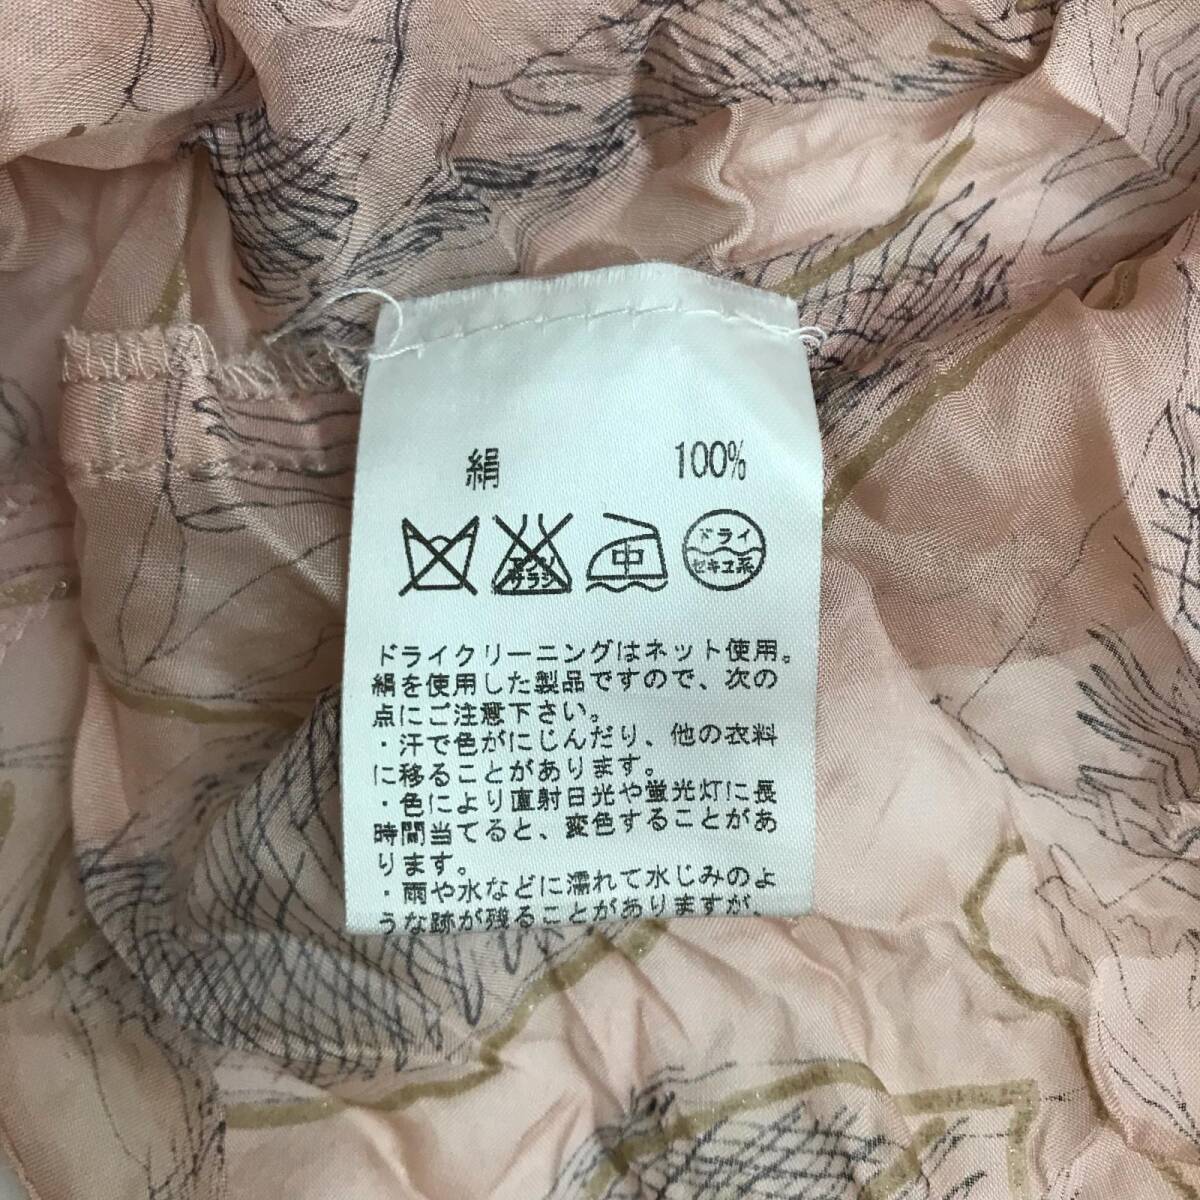 絹 100%
エンソ
サラシ
中
ドライ
セキユ系
ドライクリーニングはネット使用。
絹を使用した製品ですので、次の
点にご注意下さい。
・汗で色がにじんだり、他の衣料
に移ることがあります。
・色により直射日光や蛍光灯に長
時間当てると、変色することがあ
ります。
・雨や水などに濡れて水じみのよ
うな跡が残ることがありますが、